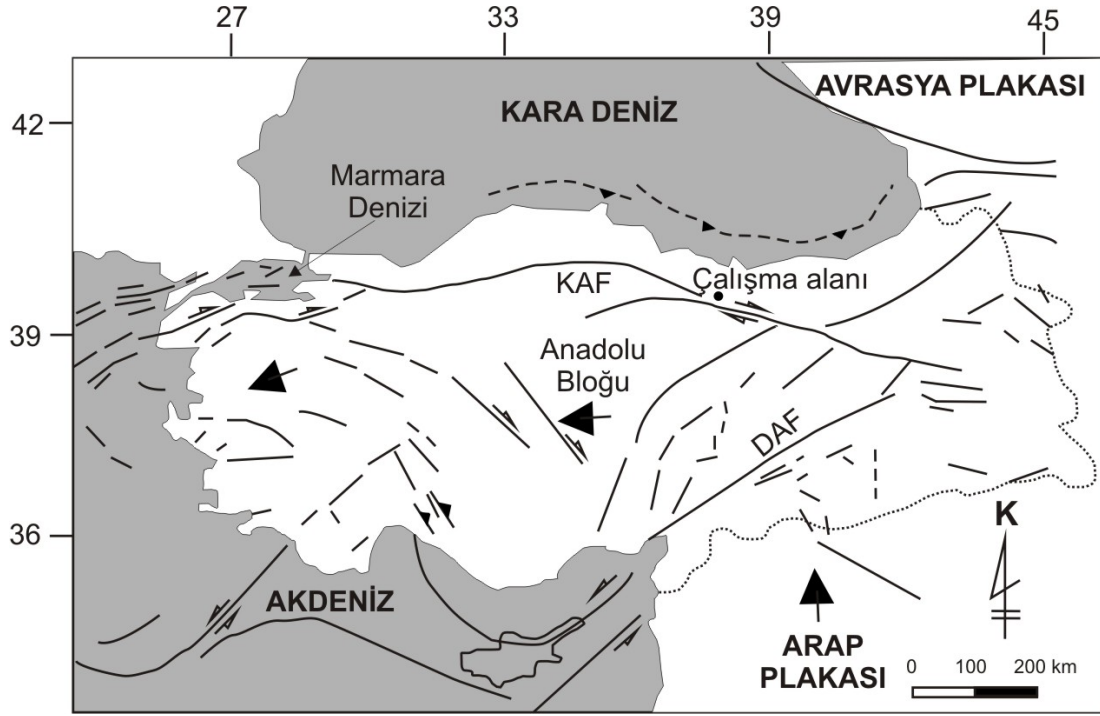 27
33
39
45
AVRASYA PLAKASI
KARA DENİZ
42
Marmara
Denizi
KAF
Çalışma alanı
39
Anadolu
Bloğu
DAF
36
K
AKDENİZ
ARAP
PLAKASI
0 100 200 km